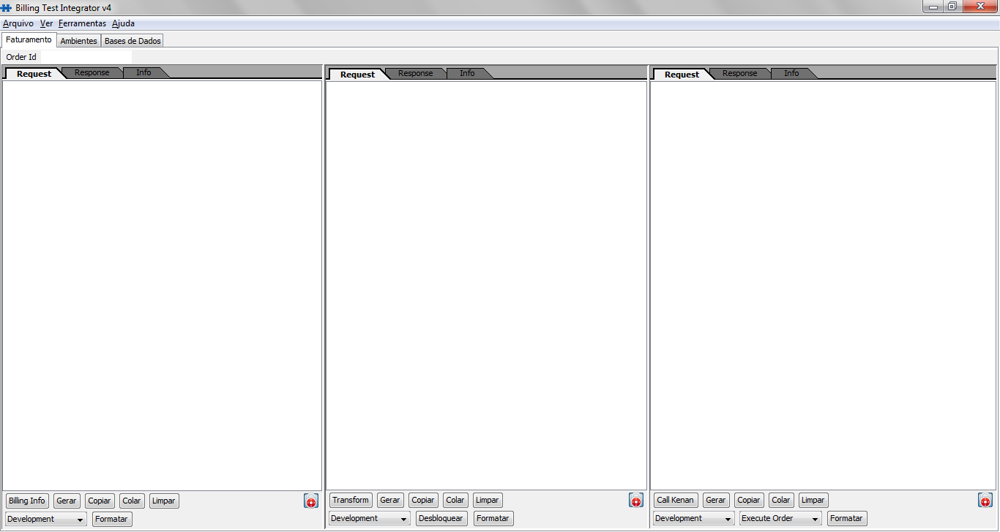 Billing Test Integrator v4
Arquivo Ver Ferramentas Ajuda
Faturamento Ambientes Bases de Dados
Order Id
Request Response Info Request Response Info Request Response Info
Billing Info Gerar Copiar Colar Limpar Transform Gerar Copiar Colar Limpar Call Kenan Gerar Copiar Colar Limpar
Development Formatar Development Desbloquear Formatar Development Execute Order Formatar